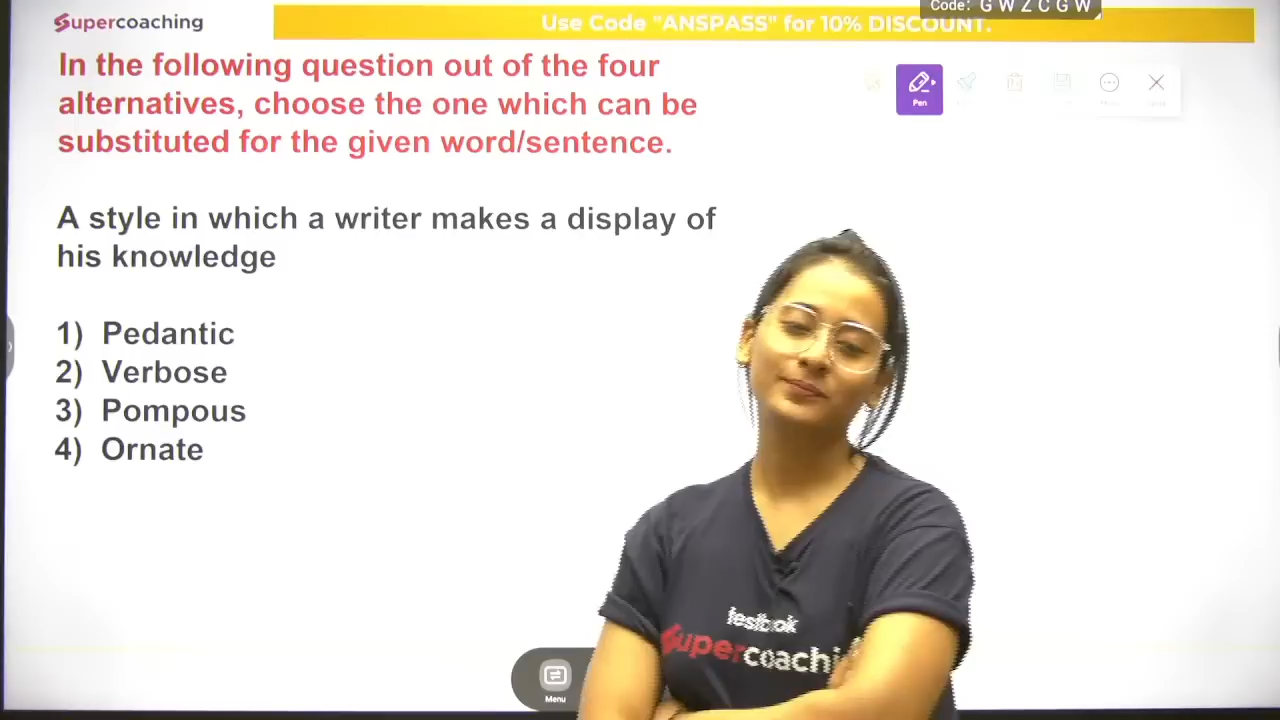 Code: G W Z C G W
Supercoaching
Use Code "ANSPASS" for 10% DISCOUNT.
In the following question out of the four
alternatives, choose the one which can be
substituted for the given word/sentence.
Pen
A style in which a writer makes a display of
his knowledge
1) Pedantic
2) Verbose
3) Pompous
4) Ornate
testbook
Supercoachi
Menu